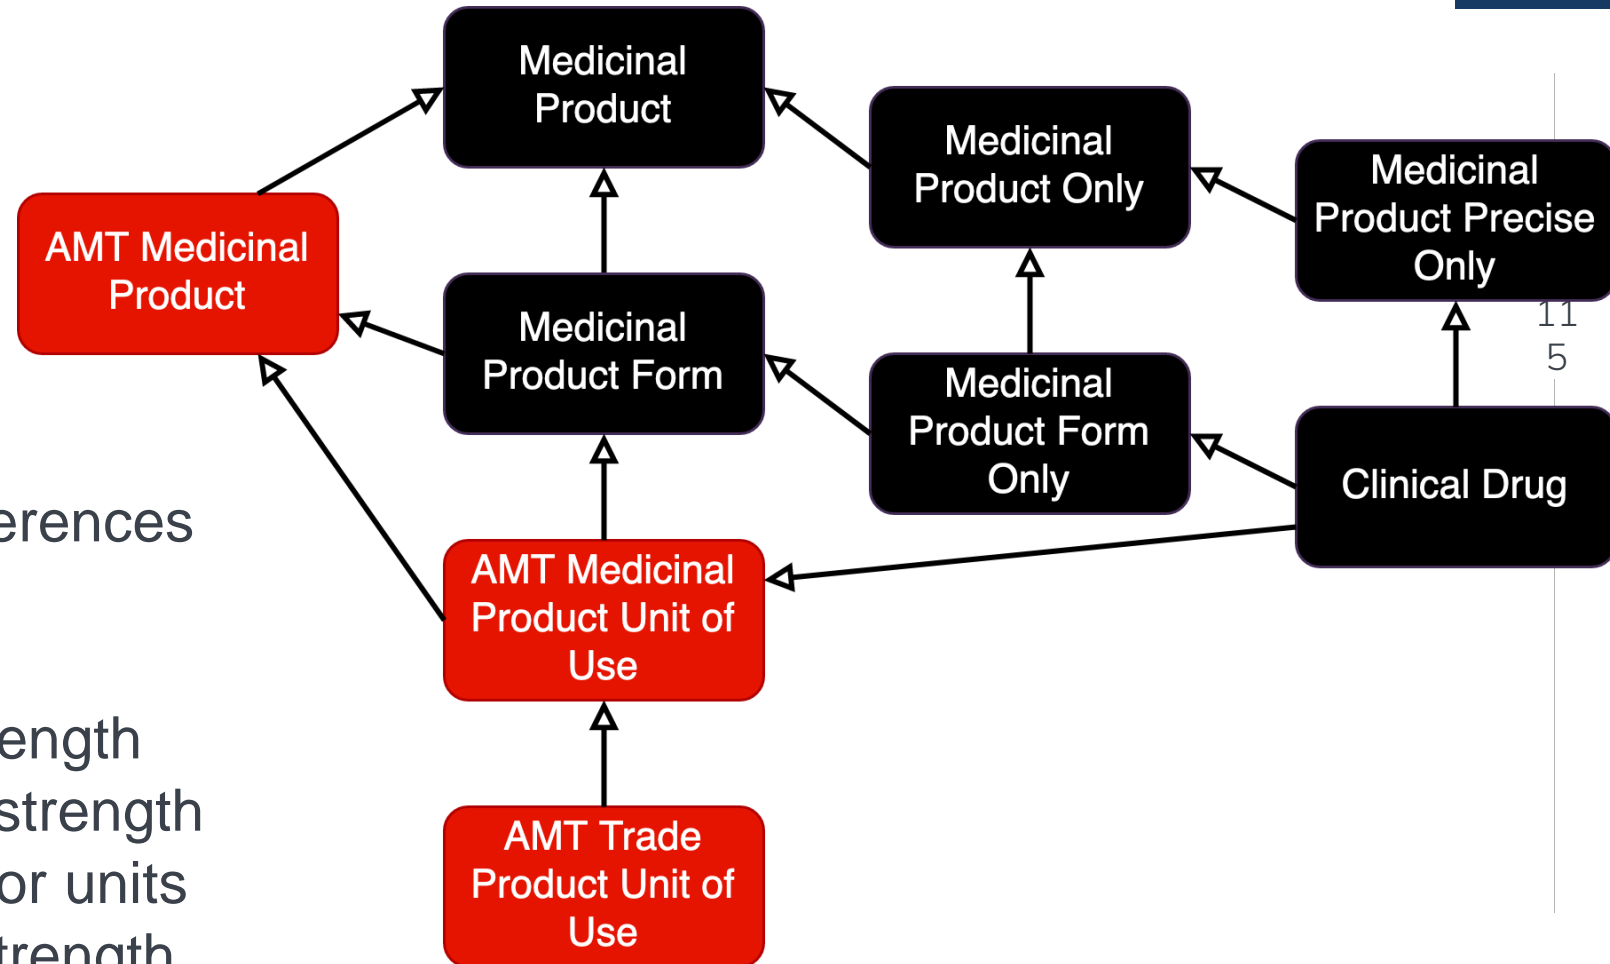 Medicinal
Product
Medicinal
Product Only
Medicinal
Product Precise
Only
AMT Medicinal
Product
Medicinal
Product Form
Medicinal
Product Form
Only
Clinical Drug
11
5
erences
AMT Medicinal
Product Unit of
Use
ength
strength
or units
trength
AMT Trade
Product Unit of
Use